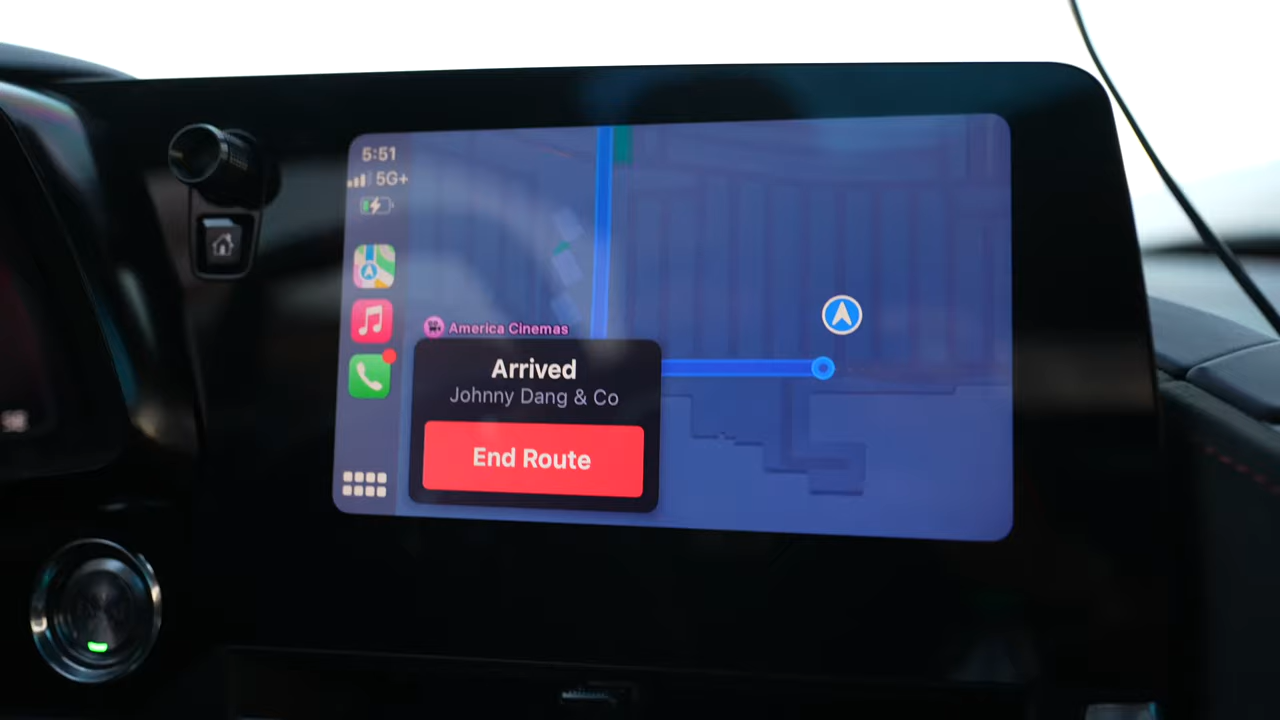 5:51
5G+
America Cinemas
Arrived
Johnny Dang & Co
End Route